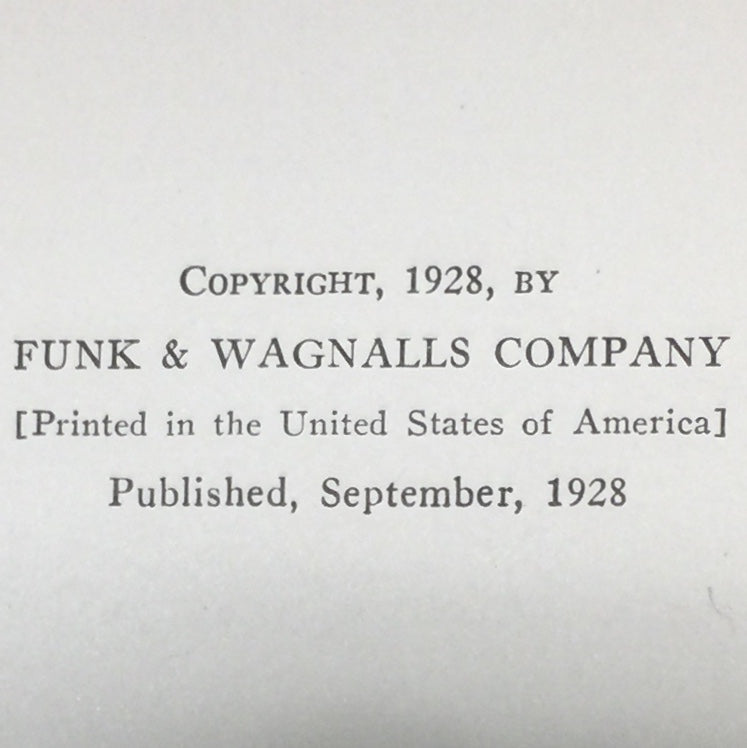 Copyright, 1928, by
FUNK & WAGNALLS COMPANY
[Printed in the United States of America]
Published, September, 1928